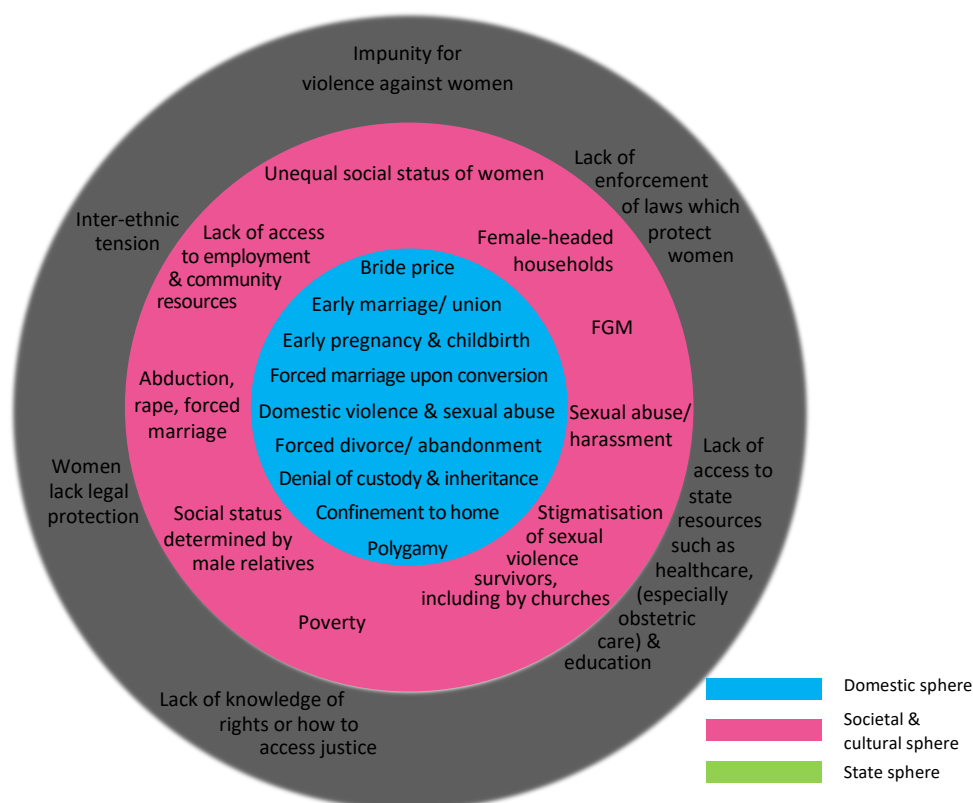 Impunity for
violence against women
Unequal social status of women
Lack of
enforcement
of laws which
protect
women
Inter-ethnic
tension
Lack of access
to employment
& community
resources
Female-headed
households
Bride price
Early marriage/ union
Early pregnancy & childbirth
Forced marriage upon conversion
Domestic violence & sexual abuse
Forced divorce/ abandonment
Denial of custody & inheritance
Confinement to home
Polygamy
FGM
Abduction,
rape, forced
marriage
Sexual abuse/
harassment
Women
lack legal
protection
Lack of
access to
state
resources
such as
healthcare,
(especially
obstetric
care) &
education
Social status
determined by
male relatives
Stigmatisation
of sexual
violence
survivors,
including by churches
Poverty
Lack of knowledge of
rights or how to
access justice
Domestic sphere
Societal &
cultural sphere
State sphere